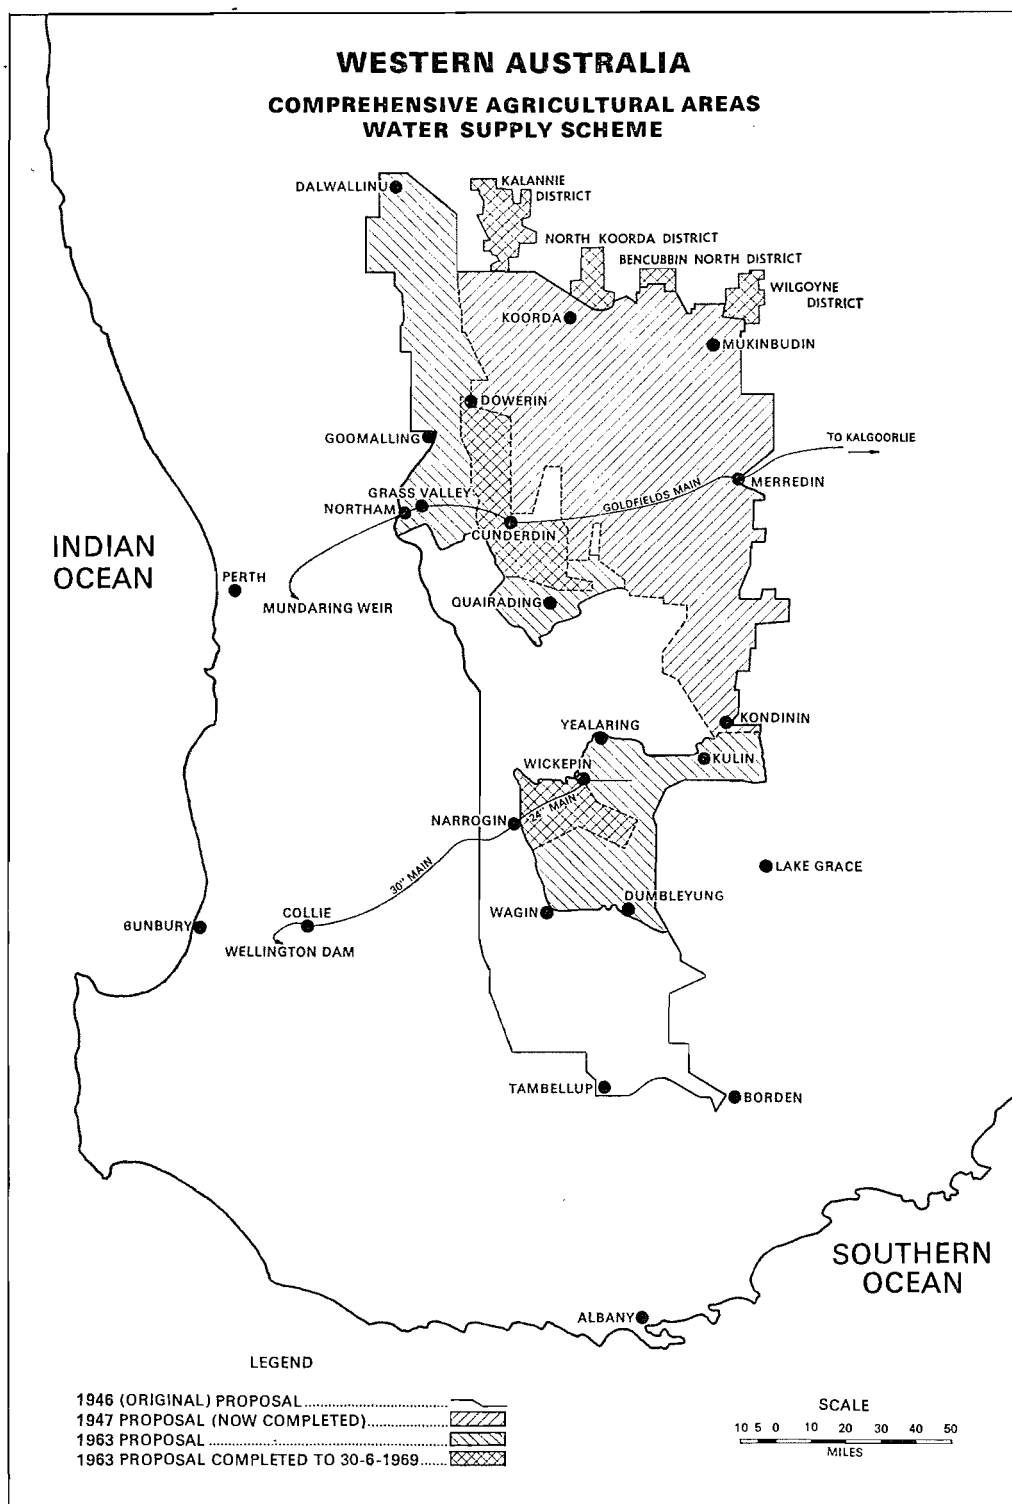 WESTERN AUSTRALIA
COMPREHENSIVE AGRICULTURAL AREAS
WATER SUPPLY SCHEME
DALWALLINU
KALANNIE
DISTRICT
NORTH KOORDA DISTRICT
BENCUBBIN NORTH DISTRICT
WILGOYNE
DISTRICT
KOORDA
MUKINBUDIN
DOWERIN
GOOMALLING
TO KALGOORLIE
MERREDIN
GOLDFIELDS MAIN
GRASS VALLEY
NORTHAM
CUNDERDIN
INDIAN
OCEAN
PERTH
MUNDARING WEIR
QUAIRADING
KONDININ
YEALARING
KULIN
WICKEPIN
24" MAIN
NARROGIN
30" MAIN
LAKE GRACE
DUMBLEYUNG
WAGIN
COLLIE
BUNBURY
WELLINGTON DAM
TAMBELLUP
BORDEN
SOUTHERN
OCEAN
ALBANY
LEGEND
1946 (ORIGINAL) PROPOSAL
1947 PROPOSAL (NOW COMPLETED)
1963 PROPOSAL
1963 PROPOSAL COMPLETED TO 30-6-1969
SCALE
10 5 0 10 20 30 40 50
MILES